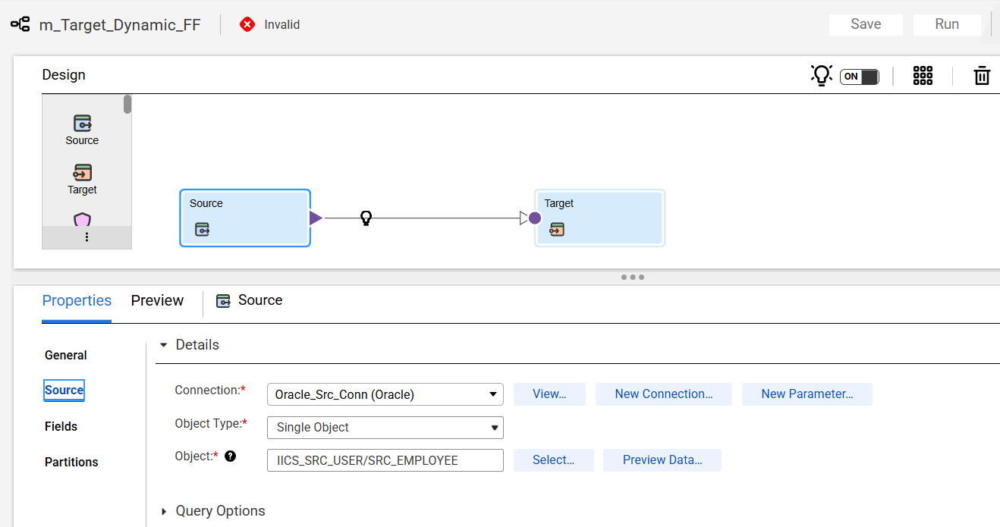 m_Target_Dynamic_FF
Invalid
Save
Run
Design
ON
Source
Target
Source
Target
Properties
Preview
Source
General
Source
Fields
Partitions
Details
Connection:* Oracle_Src_Conn (Oracle) View... New Connection... New Parameter...
Object Type:* Single Object
Object:* ? IICS_SRC_USER/SRC_EMPLOYEE Select... Preview Data...
Query Options